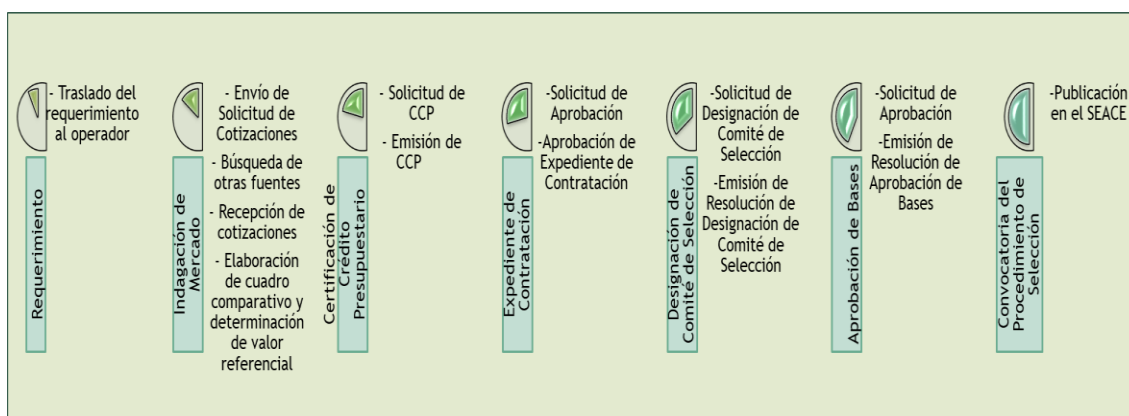 Requerimiento
- Traslado del
requerimiento
al operador
Indagación de
Mercado
- Envío de
Solicitud de
Cotizaciones
- Búsqueda de
otras fuentes
- Recepción de
cotizaciones
- Elaboración
de cuadro
comparativo y
determinación
de valor
referencial
Certificación de
Crédito
Presupuestario
- Solicitud de
CCP
- Emisión de
CCP
Expediente de
Contratación
-Solicitud de
Aprobación
-Aprobación de
Expediente de
Contratación
Designación de
Comité de Selección
-Solicitud de
Designación de
Comité de
Selección
-Emisión de
Resolución de
Designación de
Comité de
Selección
Aprobación de Bases
-Solicitud de
Aprobación
-Emisión de
Resolución de
Aprobación de
Bases
Convocatoria del
Procedimiento de
Selección
-Publicación
en el SEACE